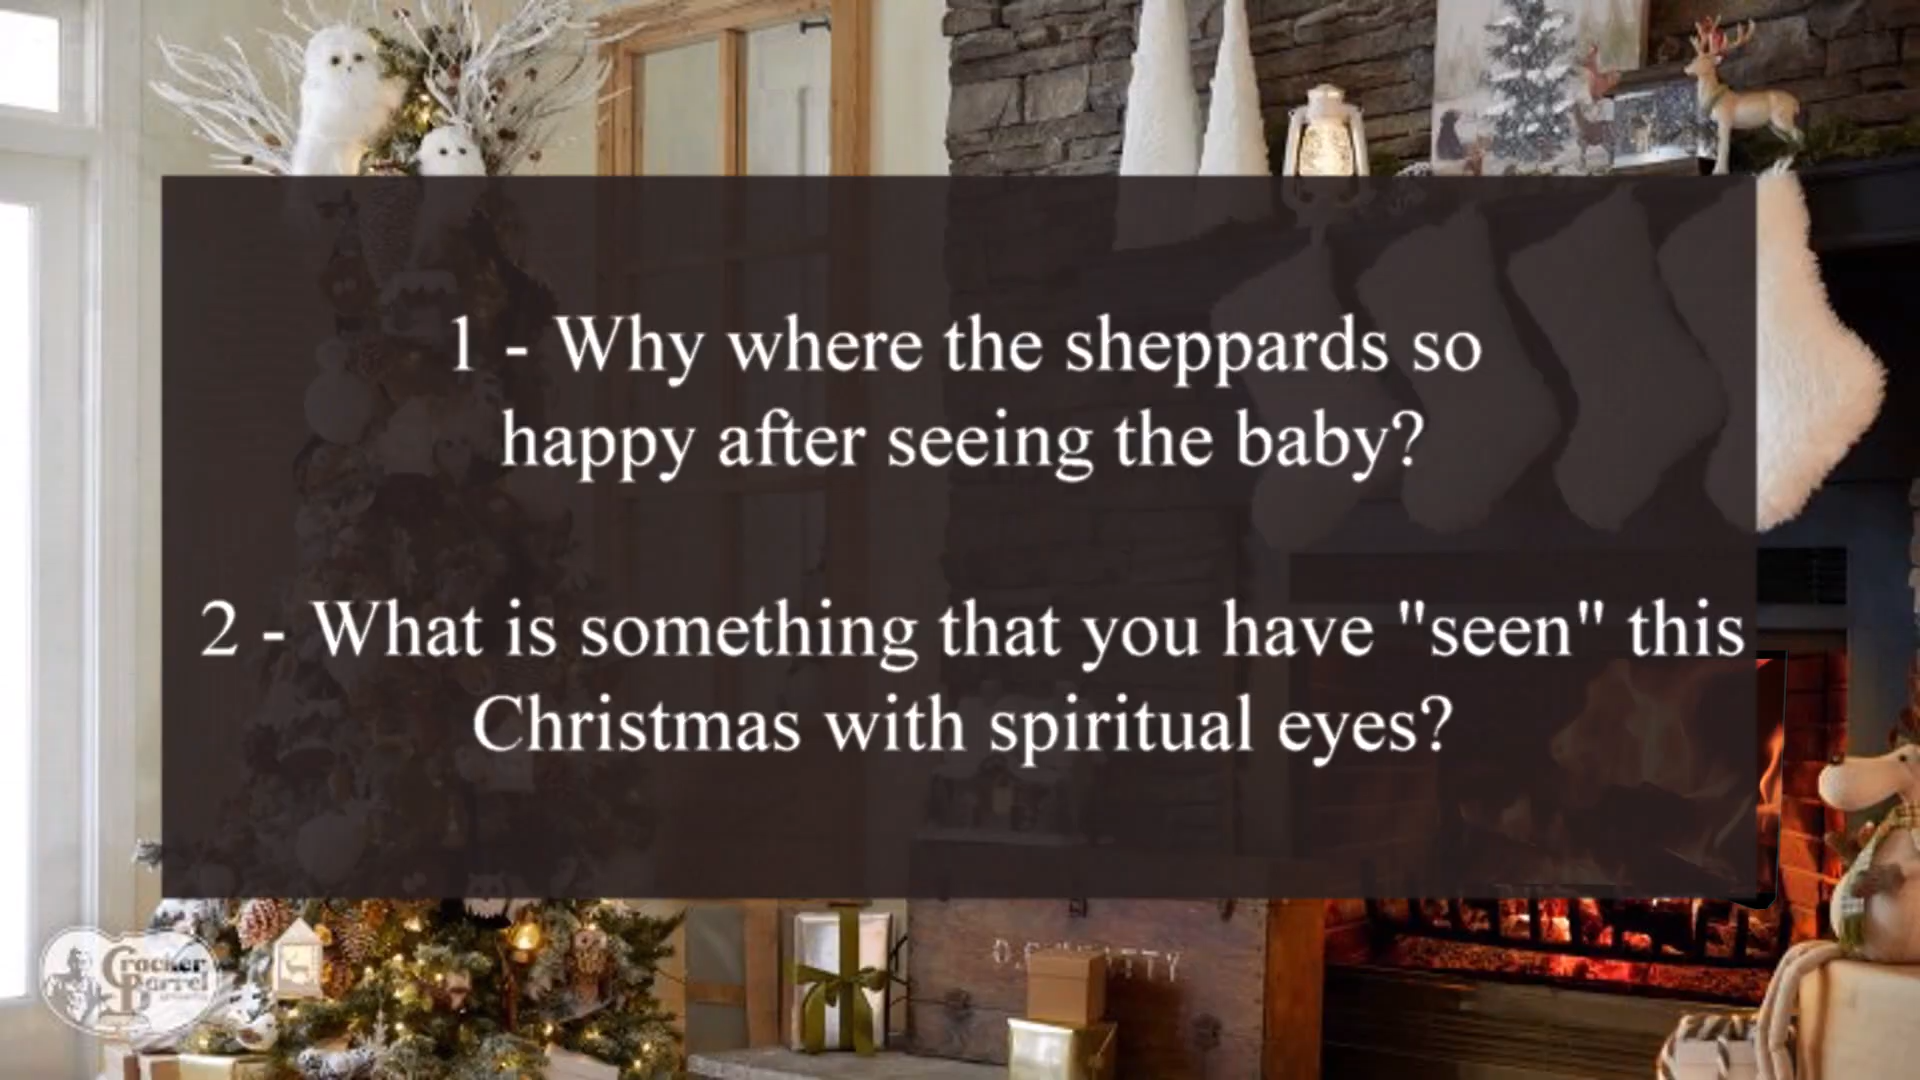 1 - Why where the sheppards so
happy after seeing the baby?
2 - What is something that you have "seen" this
Christmas with spiritual eyes?
Cracker
Barrel